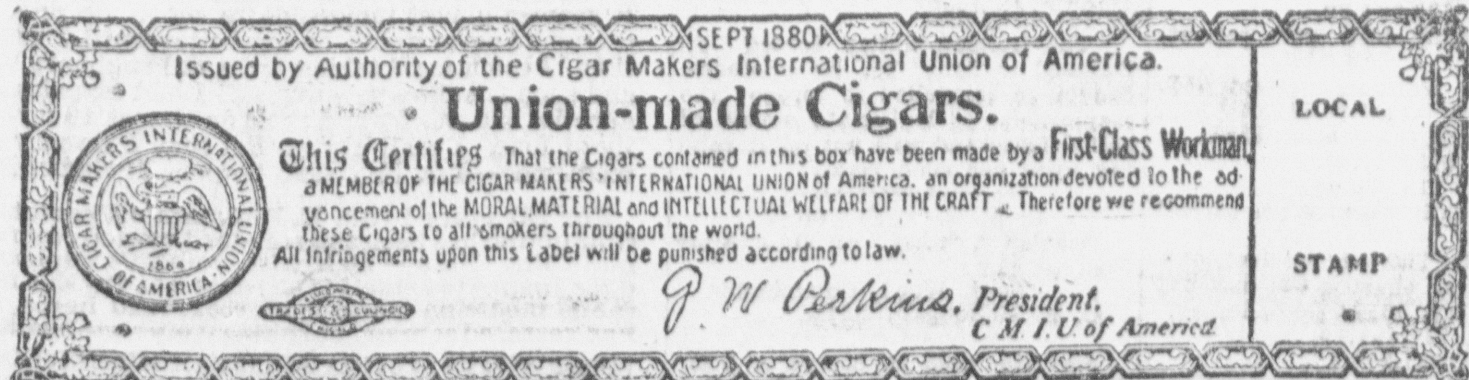 SEPT 1880
Issued by Authority of the Cigar Makers International Union of America.
Union-made Cigars.
This Certifies That the Cigars contained in this box have been made by a First-Class Workman,
a MEMBER OF THE CIGAR MAKERS 'INTERNATIONAL UNION of America, an organization devoted to the ad-
vancement of the MORAL, MATERIAL and INTELLECTUAL WELFARE OF THE CRAFT. Therefore we recommend
these Cigars to all smokers throughout the world.
All Infringements upon this Label will be punished according to law.
G. W. Perkins, President,
C M.I.U of America
CIGAR MAKERS' INTERNATIONAL UNION
OF AMERICA
1864
TRADES COUNCIL
LOCAL
STAMP